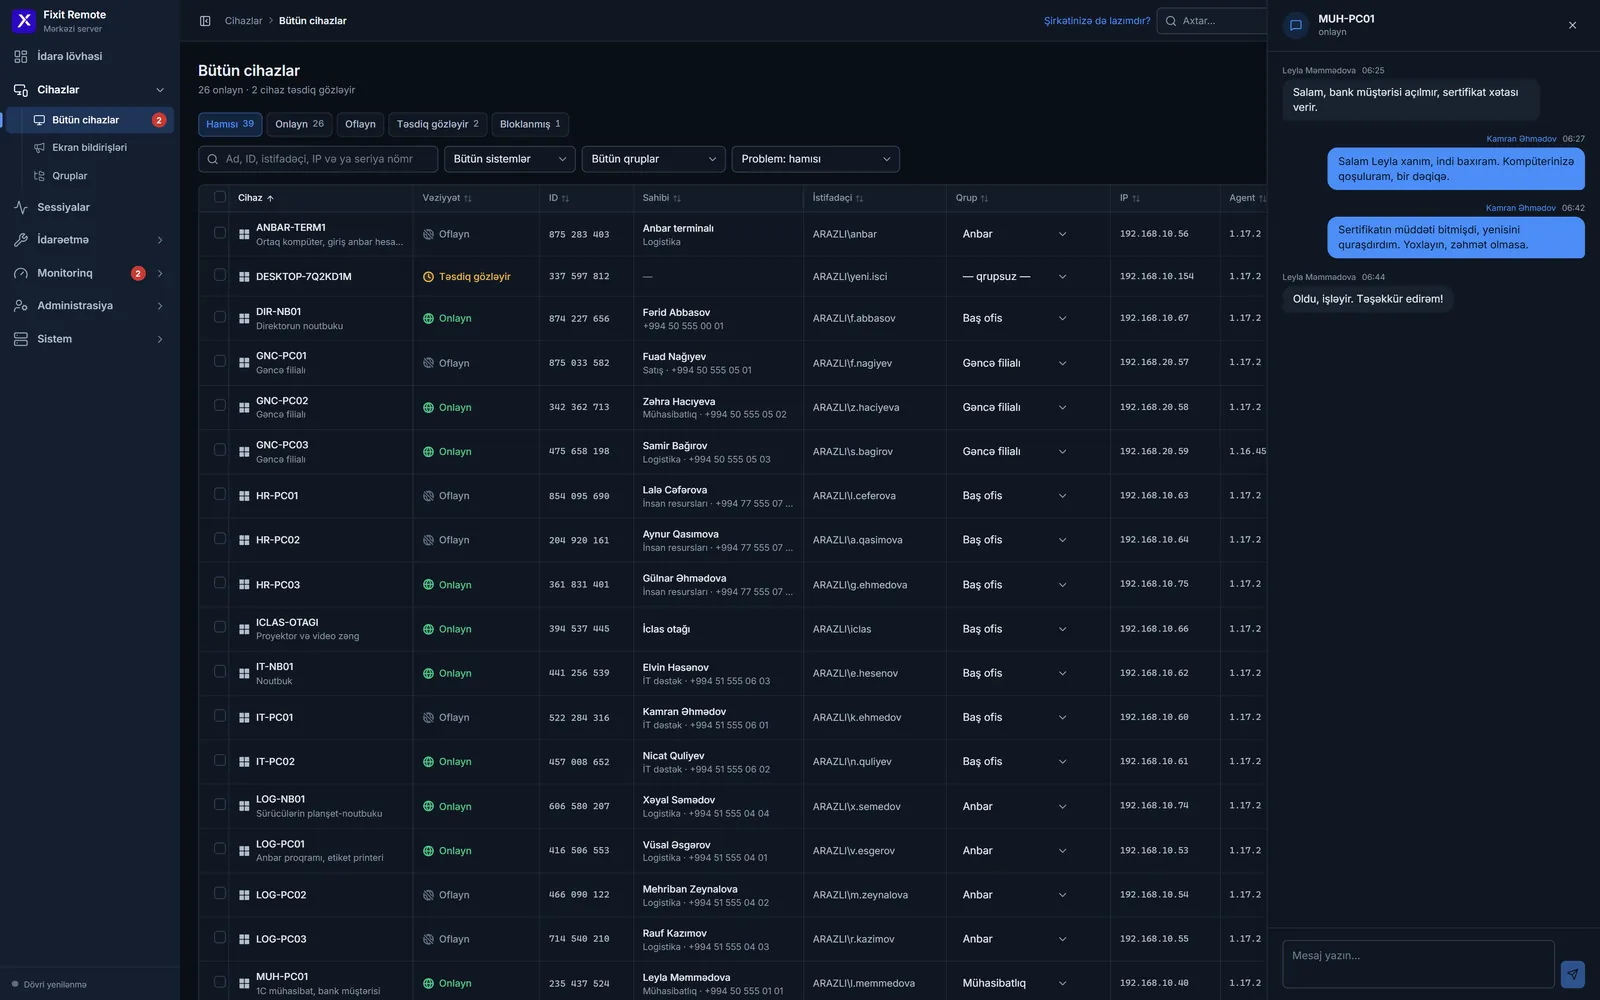 Fixit Remote
Mərkəzi server
İdarə lövhəsi
Cihazlar
Bütün cihazlar 2
Ekran bildirişləri
Qruplar
Sessiyalar
İdarəetmə
Monitorinq 2
Administrasiya
Sistem
Dövri yenilənmə
Cihazlar > Bütün cihazlar
Şirkətinizə də lazımdır?
Axtar...
Bütün cihazlar
26 onlayn · 2 cihaz təsdiq gözləyir
Hamısı 39 Onlayn 26 Oflayn Təsdiq gözləyir 2 Bloklanmış 1
Ad, ID, istifadəçi, IP və ya seriya nömr
Bütün sistemlər
Bütün qruplar
Problem: hamısı
Cihaz Vəziyyət ID Sahibi İstifadəçi Qrup IP Agent
ANBAR-TERM1 Oflayn 875 283 403 Anbar terminalı ARAZLI\anbar Anbar 192.168.10.56 1.17.2
Ortaq kompüter, giriş anbar hesa... Logistika
DESKTOP-7Q2KD1M Təsdiq gözləyir 337 597 812 — ARAZLI\yeni.isci — qrupsuz — 192.168.10.154 1.17.2
DIR-NB01 Onlayn 874 227 656 Fərid Abbasov ARAZLI\f.abbasov Baş ofis 192.168.10.67 1.17.2
Direktorun noutbuku +994 50 555 00 01
GNC-PC01 Oflayn 875 033 582 Fuad Nağıyev ARAZLI\f.nagiyev Gəncə filialı 192.168.20.57 1.17.2
Gəncə filialı Satış · +994 50 555 05 01
GNC-PC02 Onlayn 342 362 713 Zəhra Hacıyeva ARAZLI\z.haciyeva Gəncə filialı 192.168.20.58 1.17.2
Gəncə filialı Mühasibatlıq · +994 50 555 05 02
GNC-PC03 Onlayn 475 658 198 Samir Bağırov ARAZLI\s.bagirov Gəncə filialı 192.168.20.59 1.16.45
Gəncə filialı Logistika · +994 50 555 05 03
HR-PC01 Oflayn 854 095 690 Lalə Cəfərova ARAZLI\l.ceferova Baş ofis 192.168.10.63 1.17.2
İnsan resursları · +994 77 555 07 ...
HR-PC02 Oflayn 204 920 161 Aynur Qasımova ARAZLI\a.qasimova Baş ofis 192.168.10.64 1.17.2
İnsan resursları · +994 77 555 07 ...
HR-PC03 Onlayn 361 831 401 Gülnar Əhmədova ARAZLI\g.ehmedova Baş ofis 192.168.10.75 1.17.2
İnsan resursları · +994 77 555 07 ...
ICLAS-OTAGI Onlayn 394 537 445 İclas otağı ARAZLI\iclas Baş ofis 192.168.10.66 1.17.2
Proyektor və video zəng
IT-NB01 Onlayn 441 256 539 Elvin Həsənov ARAZLI\e.hesenov Baş ofis 192.168.10.62 1.17.2
Noutbuk İT dəstək · +994 51 555 06 03
IT-PC01 Oflayn 522 284 316 Kamran Əhmədov ARAZLI\k.ehmedov Baş ofis 192.168.10.60 1.17.2
İT dəstək · +994 51 555 06 01
IT-PC02 Onlayn 457 008 652 Nicat Quliyev ARAZLI\n.quliyev Baş ofis 192.168.10.61 1.17.2
İT dəstək · +994 51 555 06 02
LOG-NB01 Onlayn 606 580 207 Xəyal Səmədov ARAZLI\x.semedov Anbar 192.168.10.74 1.17.2
Sürücülərin planşet-noutbuku Logistika · +994 51 555 04 04
LOG-PC01 Onlayn 416 506 553 Vüsal Əsgərov ARAZLI\v.esgerov Anbar 192.168.10.53 1.17.2
Anbar proqramı, etiket printeri Logistika · +994 51 555 04 01
LOG-PC02 Oflayn 466 090 122 Mehriban Zeynalova ARAZLI\m.zeynalova Anbar 192.168.10.54 1.17.2
Logistika · +994 51 555 04 02
LOG-PC03 Oflayn 714 540 210 Rauf Kazımov ARAZLI\r.kazimov Anbar 192.168.10.55 1.17.2
Logistika · +994 51 555 04 03
MUH-PC01 Onlayn 235 437 524 Leyla Məmmədova ARAZLI\l.memmedova Mühasibatlıq 192.168.10.40 1.17.2
1C mühasibat, bank müştərisi Mühasibatlıq · +994 50 555 01 01
MUH-PC01
onlayn
Leyla Məmmədova 06:25
Salam, bank müştərisi açılmır, sertifikat xətası
verir.
Kamran Əhmədov 06:27
Salam Leyla xanım, indi baxıram. Kompüterinizə
qoşuluram, bir dəqiqə.
Kamran Əhmədov 06:42
Sertifikatın müddəti bitmişdi, yenisini
quraşdırdım. Yoxlayın, zəhmət olmasa.
Leyla Məmmədova 06:44
Oldu, işləyir. Təşəkkür edirəm!
Mesaj yazın...